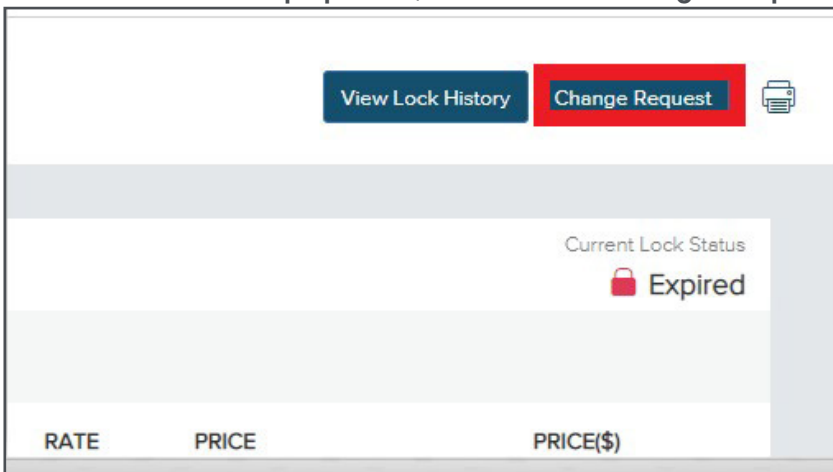 View Lock History Change Request
Current Lock Status
Expired
RATE PRICE PRICE($)